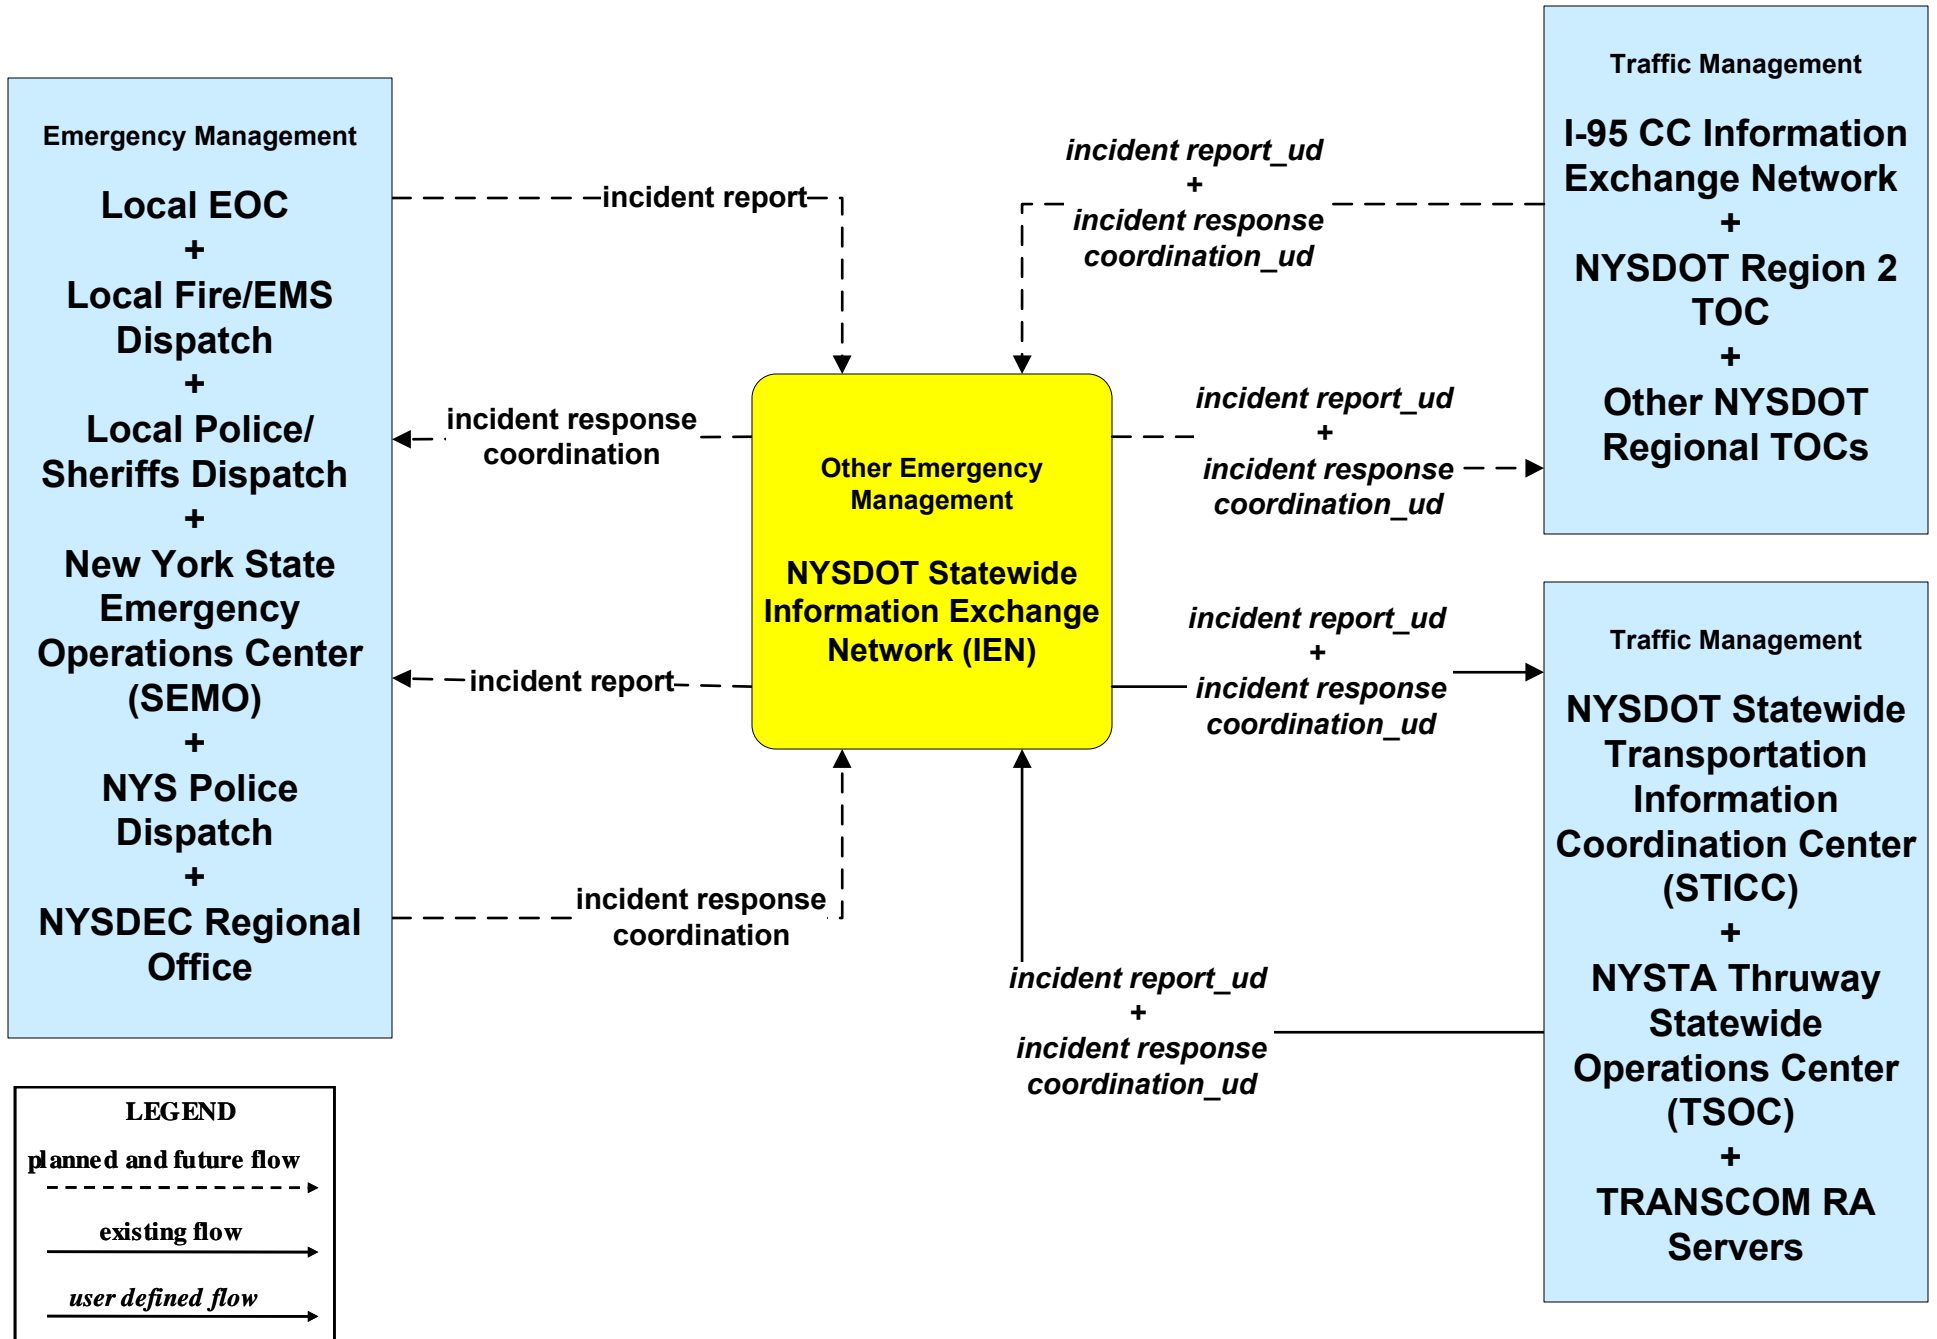 Emergency Management
Local EOC
+
Local Fire/EMS
Dispatch
+
Local Police/
Sheriffs Dispatch
+
New York State
Emergency
Operations Center
(SEMO)
+
NYS Police
Dispatch
+
NYSDEC Regional
Office
incident report
incident response
coordination
incident report
incident response
coordination
Other Emergency
Management
NYSDOT Statewide
Information Exchange
Network (IEN)
incident report_ud
+
incident response
coordination_ud
incident report_ud
+
incident response
coordination_ud
incident report_ud
+
incident response
coordination_ud
incident report_ud
+
incident response
coordination_ud
Traffic Management
I-95 CC Information
Exchange Network
+
NYSDOT Region 2
TOC
+
Other NYSDOT
Regional TOCs
Traffic Management
NYSDOT Statewide
Transportation
Information
Coordination Center
(STICC)
+
NYSTA Thruway
Statewide
Operations Center
(TSOC)
+
TRANSCOM RA
Servers
LEGEND
planned and future flow
existing flow
user defined flow